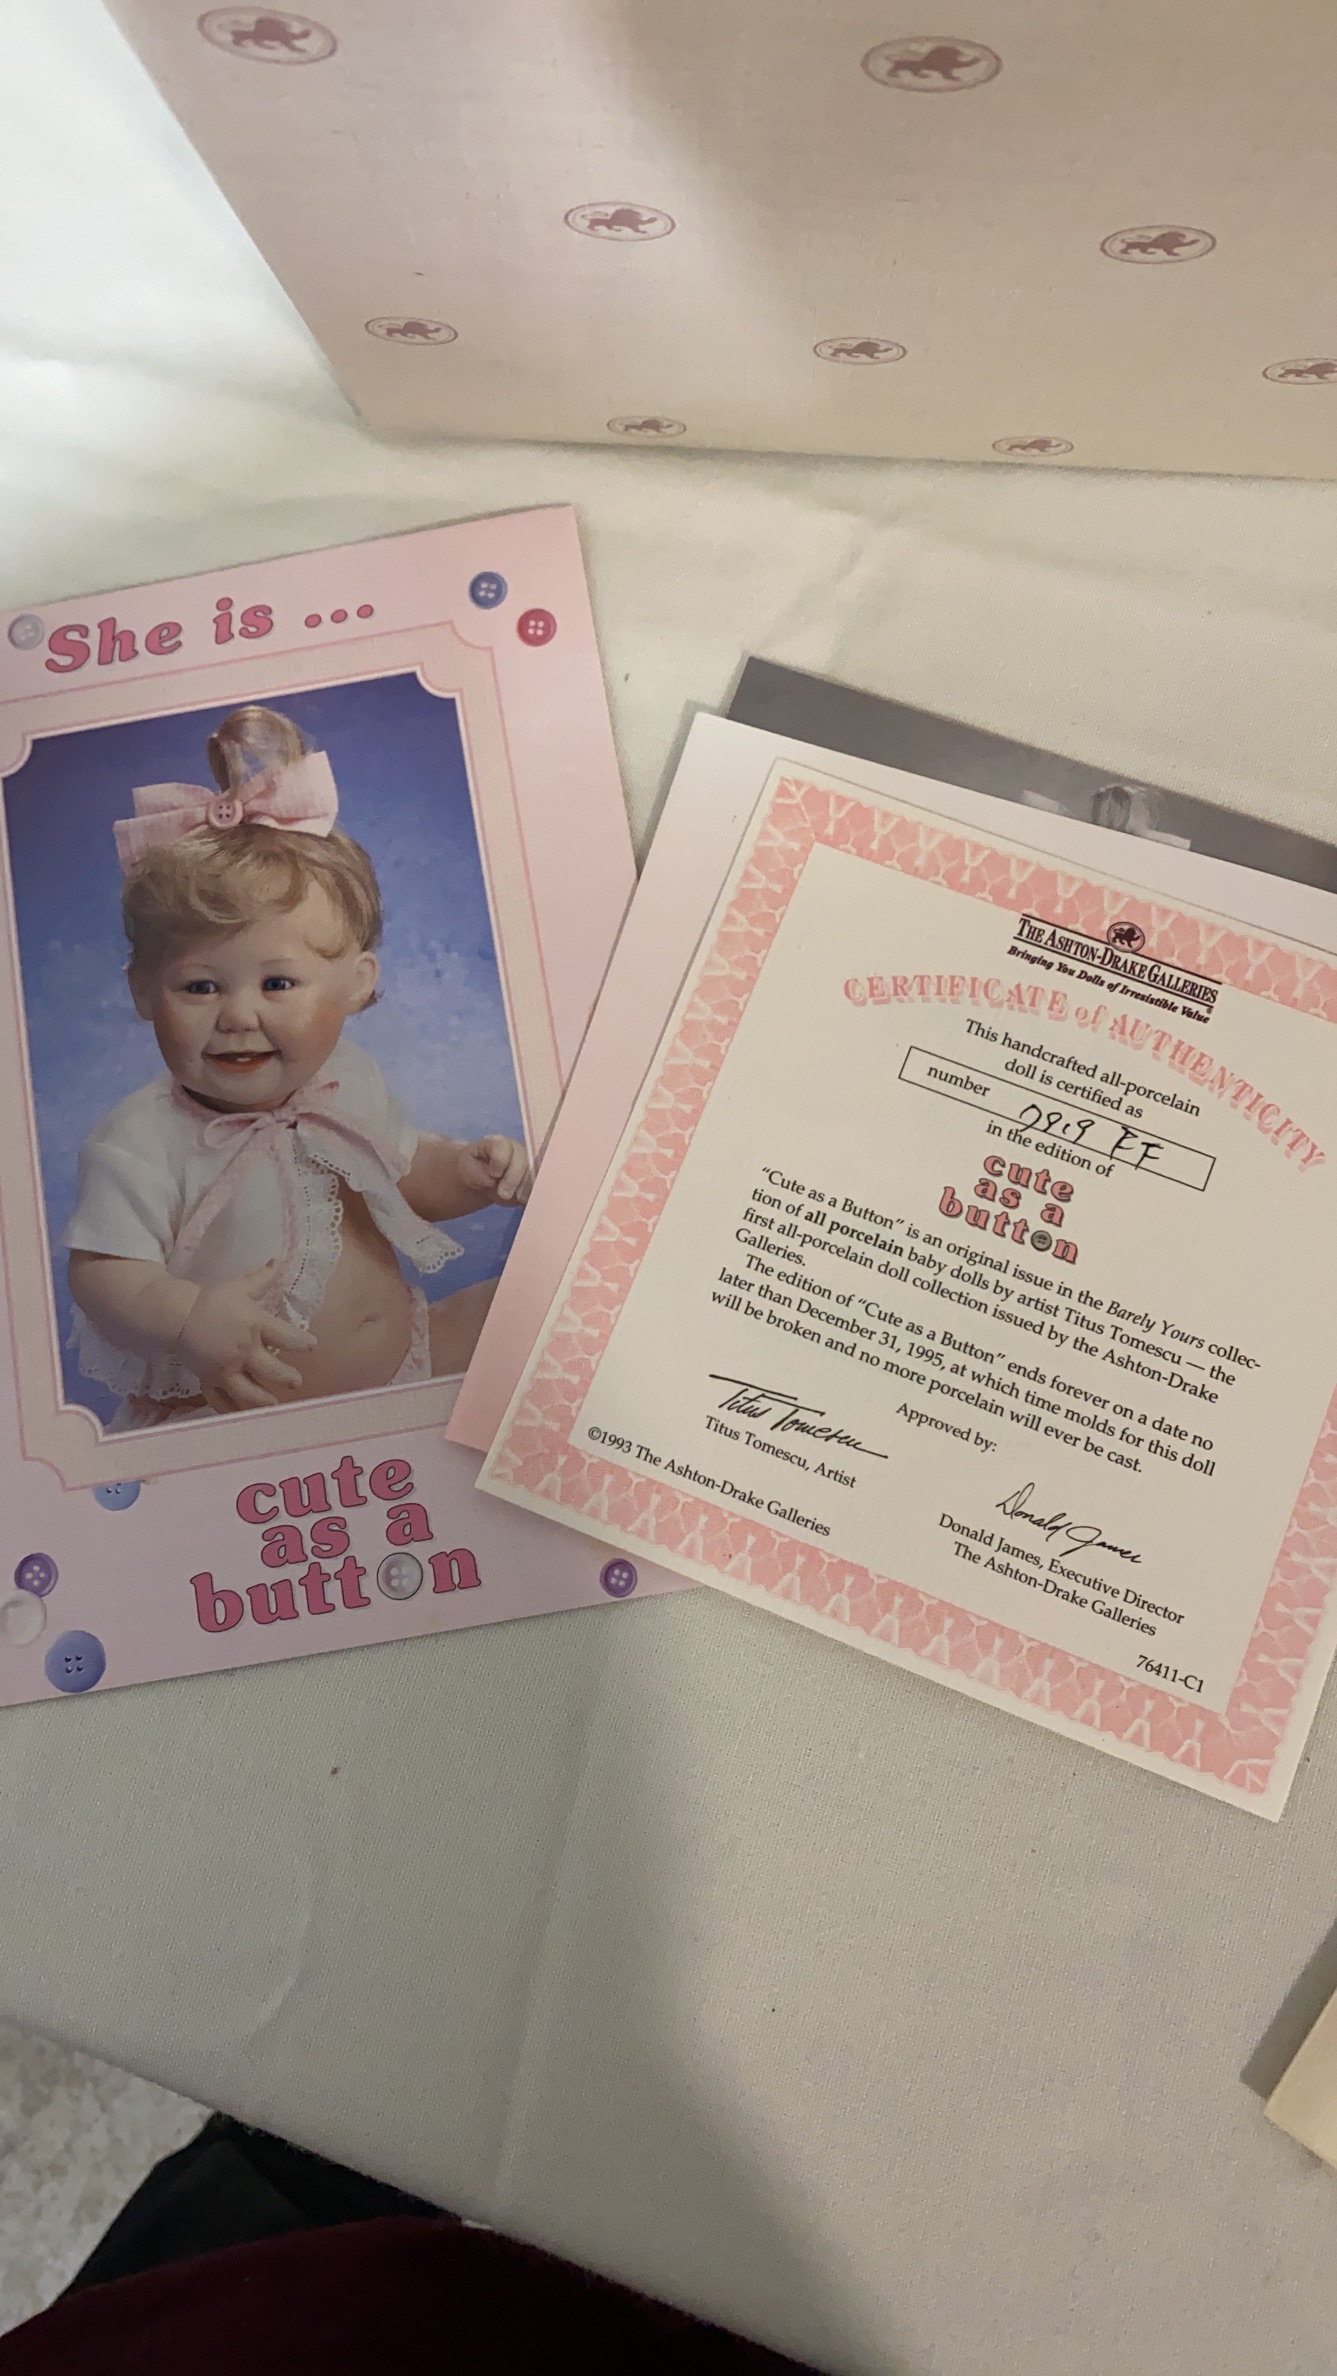 She is ...
cute
as a
button
THE ASHTON-DRAKE GALLERIES
Bringing You Dolls of Irresistible Value
CERTIFICATE of AUTHENTICITY
This handcrafted all-porcelain
doll is certified as
number
in the edition of
cute
as a
button
"Cute as a Button" is an original issue in the Barely Yours collec-
tion of all porcelain baby dolls by artist Titus Tomescu — the
first all-porcelain doll collection issued by the Ashton-Drake
Galleries.
The edition of "Cute as a Button" ends forever on a date no
later than December 31, 1995, at which time molds for this doll
will be broken and no more porcelain will ever be cast.
Approved by:
Titus Tomescu
Titus Tomescu, Artist
Donald James
Donald James, Executive Director
The Ashton-Drake Galleries
©1993 The Ashton-Drake Galleries
76411-C1